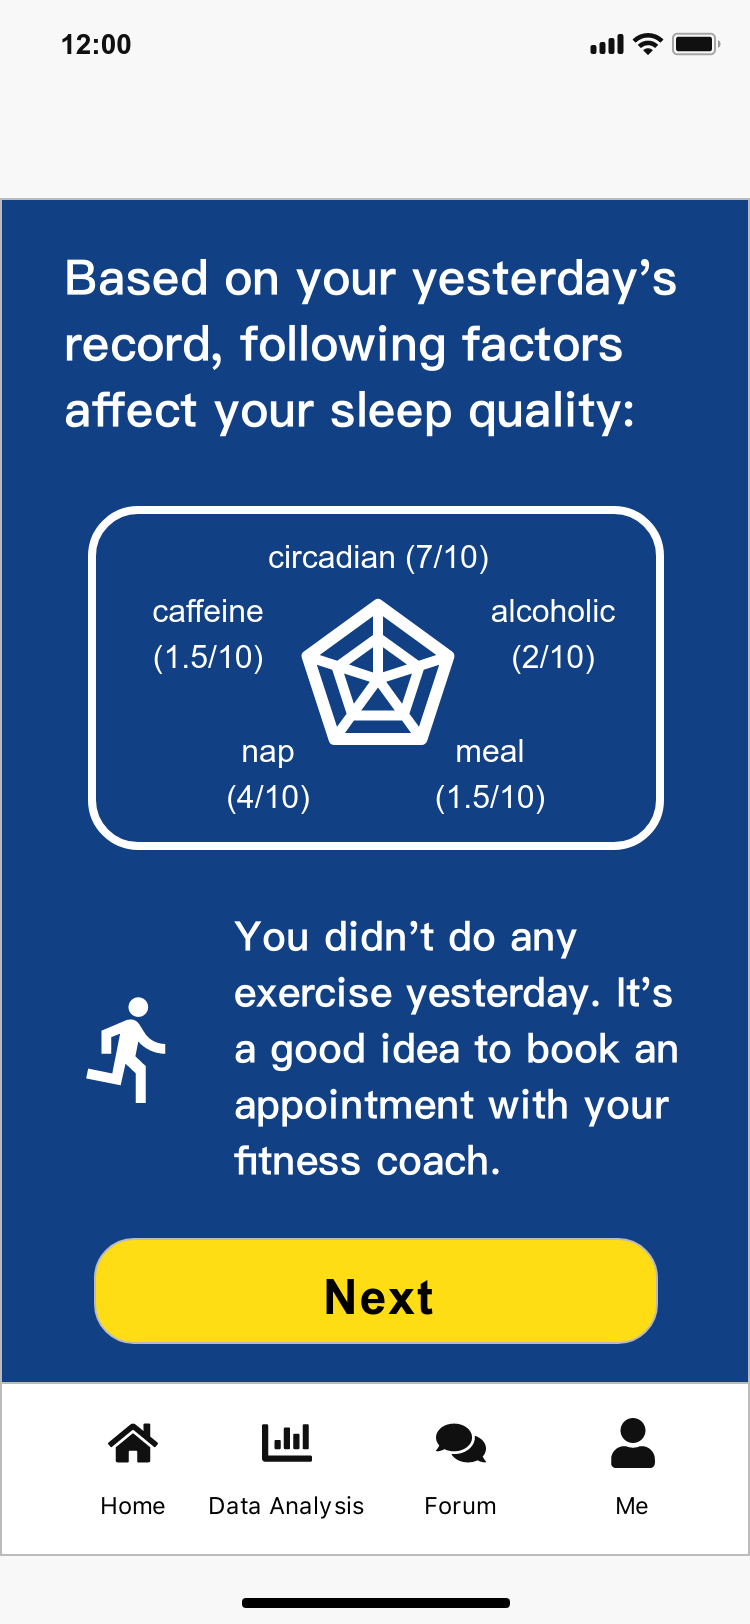 12:00
Based on your yesterday’s
record, following factors
affect your sleep quality:
circadian (7/10)
caffeine
(1.5/10)
alcoholic
(2/10)
nap
(4/10)
meal
(1.5/10)
You didn’t do any
exercise yesterday. It’s
a good idea to book an
appointment with your
fitness coach.
Next
Home
Data Analysis
Forum
Me